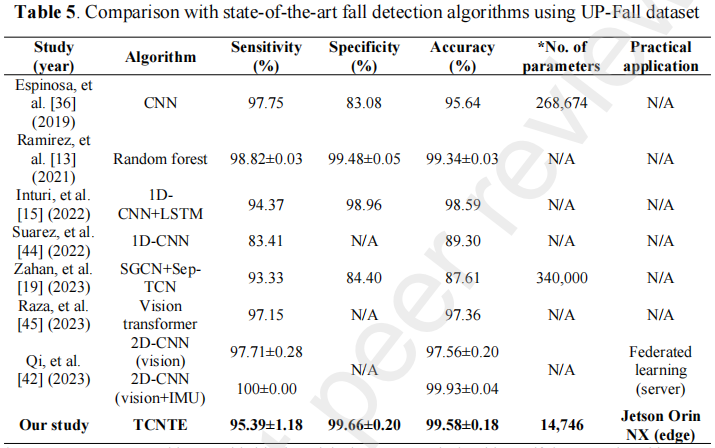 Table 5. Comparison with state-of-the-art fall detection algorithms using UP-Fall dataset
Study (year) Algorithm Sensitivity (%) Specificity (%) Accuracy (%) *No. of parameters Practical application
Espinosa, et al. [36] (2019) CNN 97.75 83.08 95.64 268,674 N/A
Ramirez, et al. [13] (2021) Random forest 98.82±0.03 99.48±0.05 99.34±0.03 N/A N/A
Inturi, et al. [15] (2022) 1D-CNN+LSTM 94.37 98.96 98.59 N/A N/A
Suarez, et al. [44] (2022) 1D-CNN 83.41 N/A 89.30 N/A N/A
Zahan, et al. [19] (2023) SGCN+Sep-TCN 93.33 84.40 87.61 340,000 N/A
Raza, et al. [45] (2023) Vision transformer 97.15 N/A 97.36 N/A N/A
Qi, et al. [42] (2023) 2D-CNN (vision) 97.71±0.28 N/A 97.56±0.20 N/A Federated learning (server)
2D-CNN (vision+IMU) 100±0.00 99.93±0.04
Our study TCNTE 95.39±1.18 99.66±0.20 99.58±0.18 14,746 Jetson Orin NX (edge)
peer review